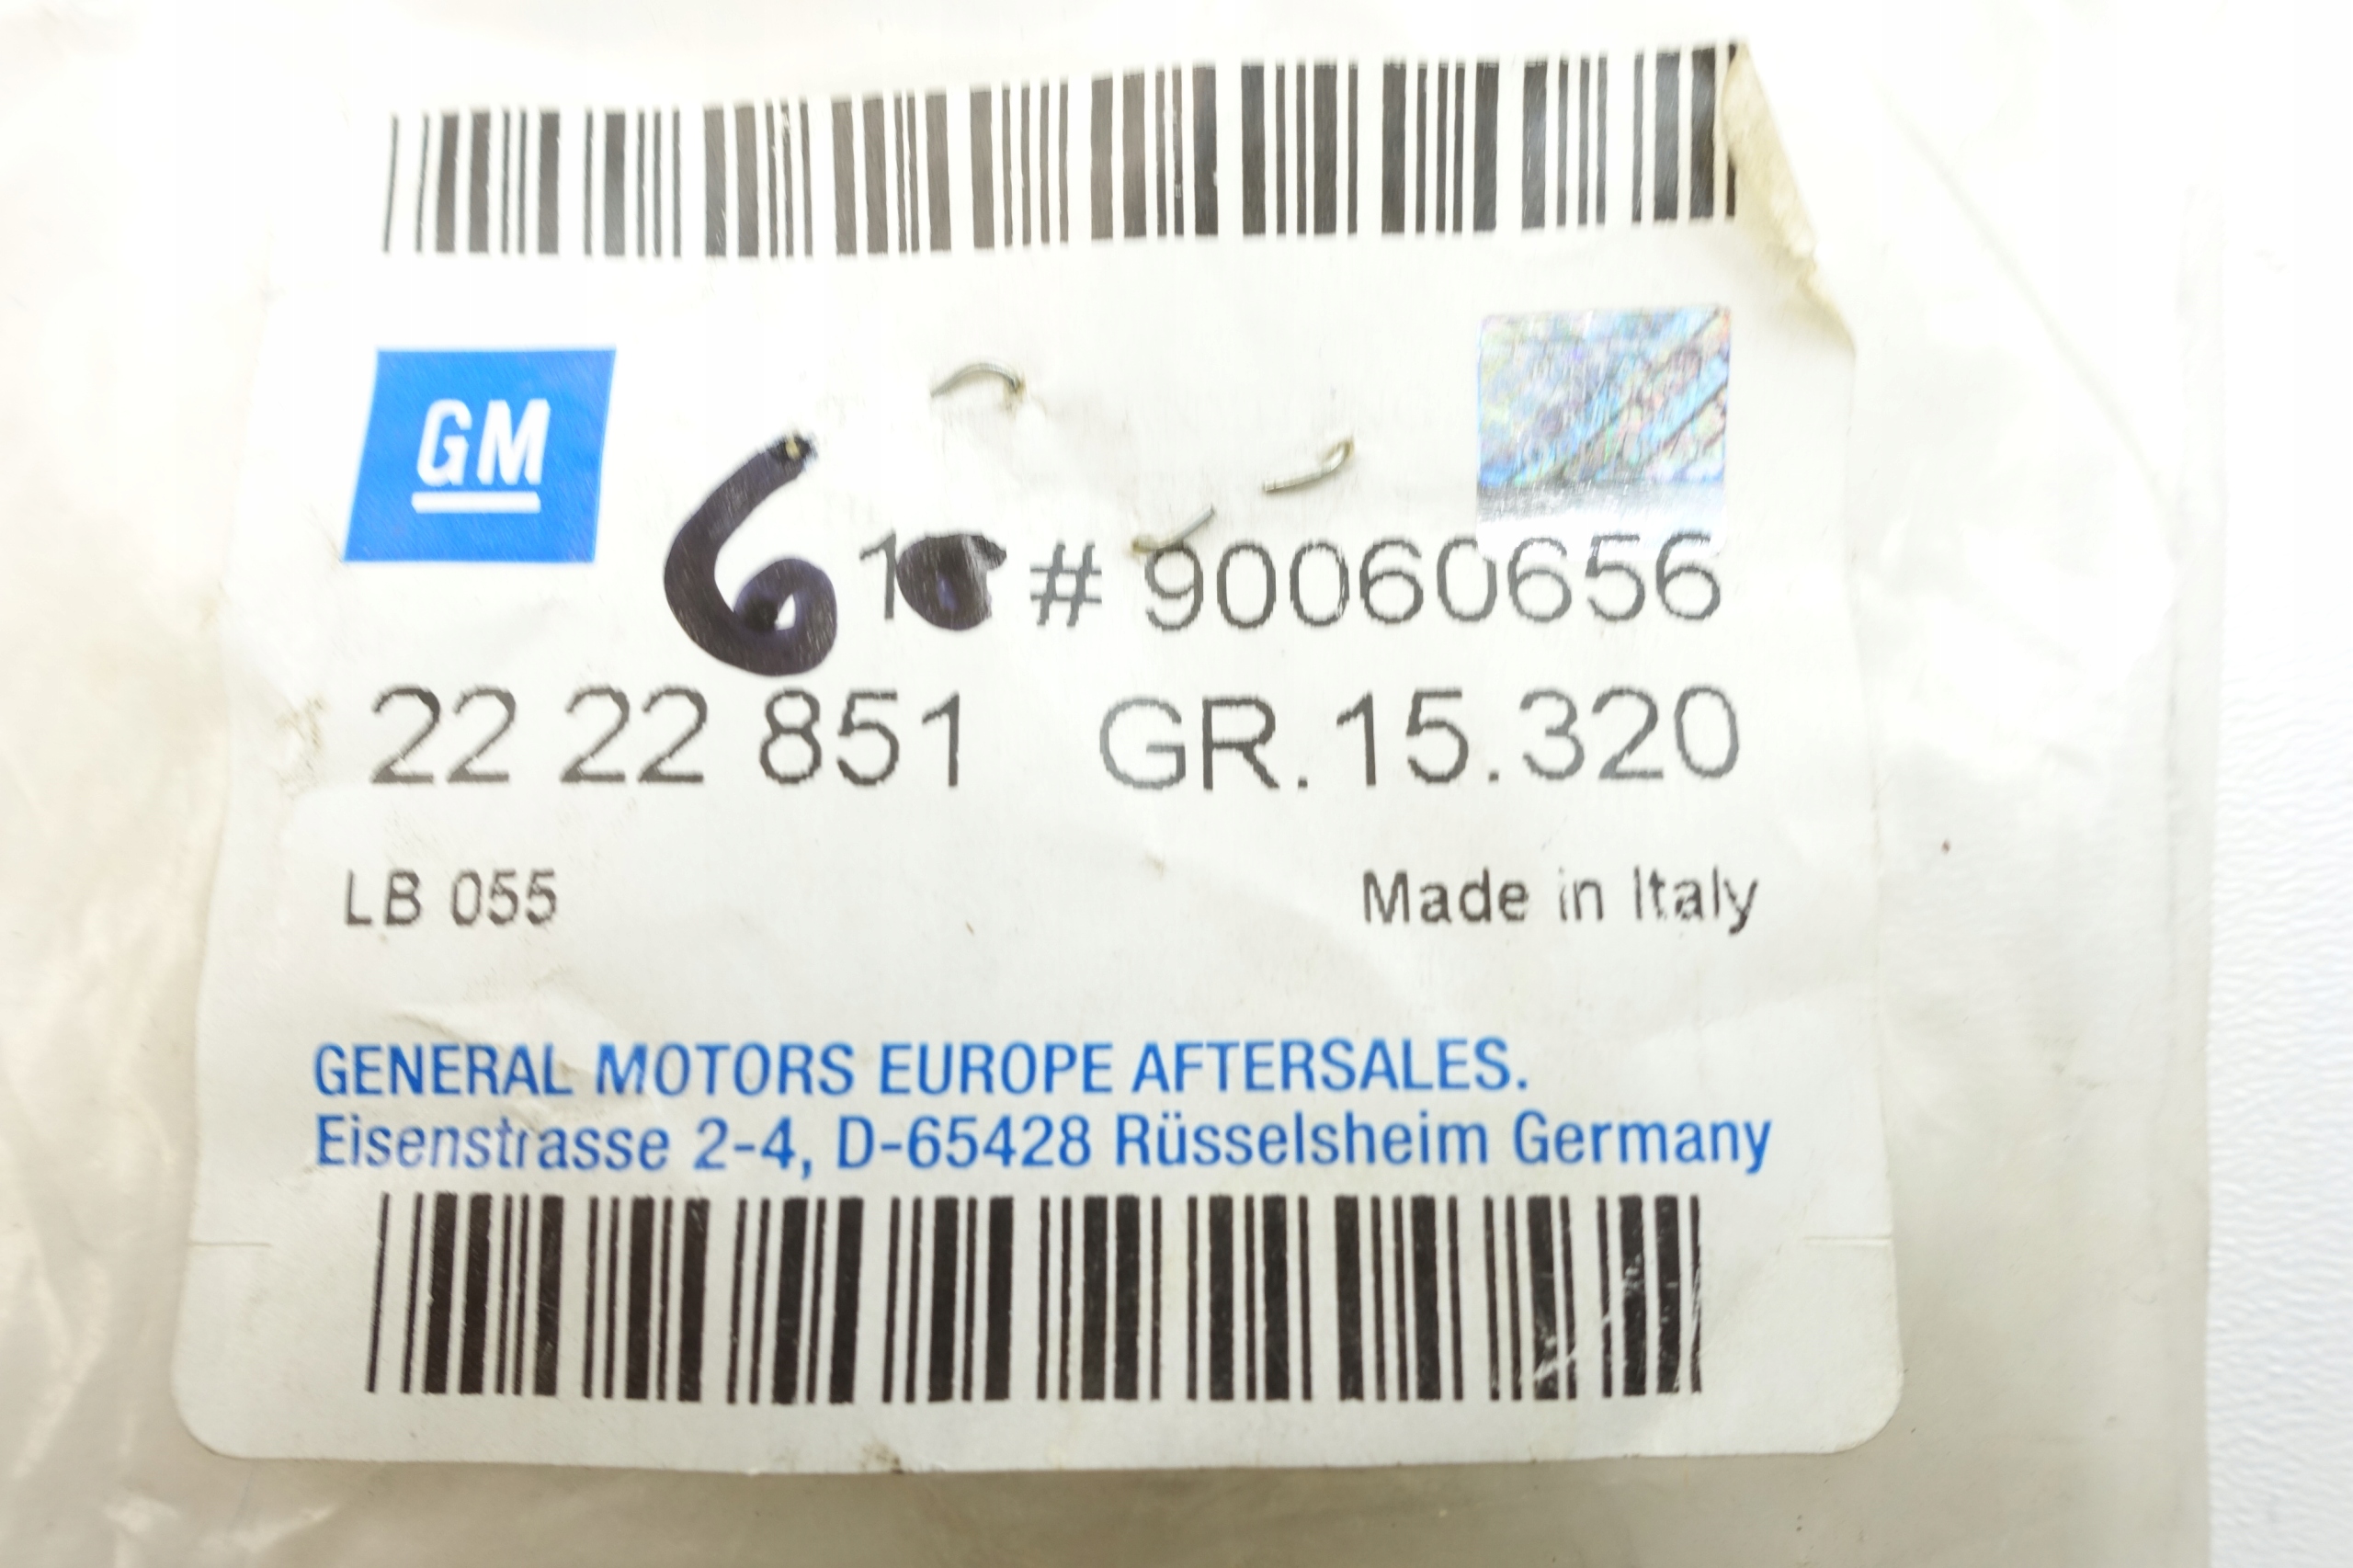 GM
6 1 # 90060656
22 22 851 GR.15.320
LB 055 Made in Italy
GENERAL MOTORS EUROPE AFTERSALES.
Eisenstrasse 2-4, D-65428 Rüsselsheim Germany